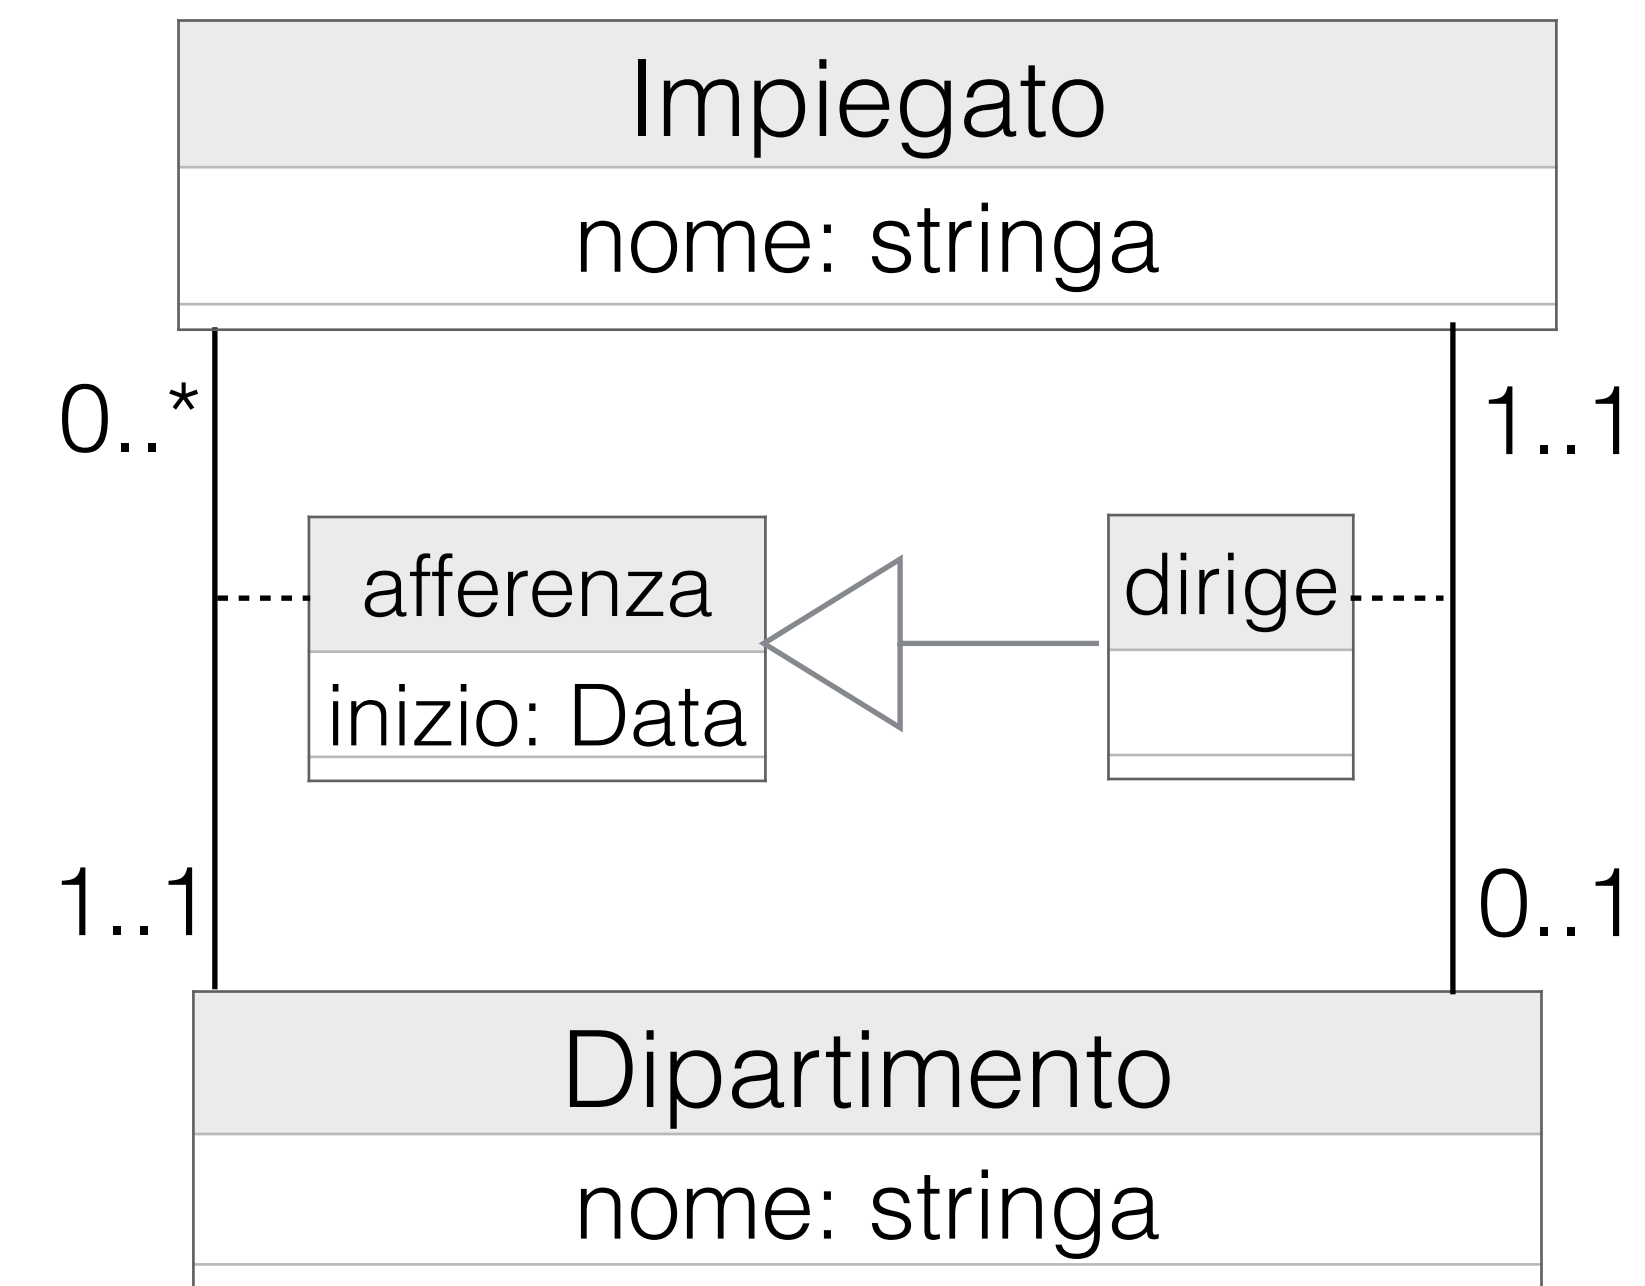 Impiegato
nome: stringa
0..*
1..1
afferenza
dirige
inizio: Data
1..1
0..1
Dipartimento
nome: stringa